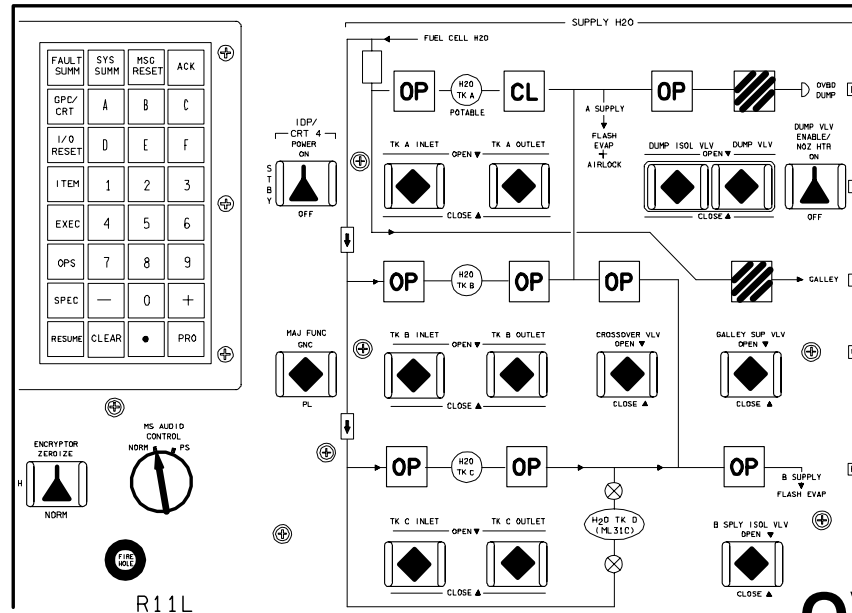 SUPPLY H2O
FUEL CELL H2O
FAULT SUMM
SYS SUMM
MSG RESET
ACK
GPC/ CRT
A
B
C
I/O RESET
D
E
F
ITEM
1
2
3
EXEC
4
5
6
OPS
7
8
9
SPEC
—
0
+
RESUME
CLEAR
•
PRO
IDP/
CRT 4
POWER
ON
STBY
OFF
MAJ FUNC
GNC
PL
OP
H2O
TK A
POTABLE
CL
OP
OVBD
DUMP
A SUPPLY
FLASH
EVAP
+
AIRLOCK
TK A INLET
OPEN ▼
TK A OUTLET
CLOSE ▲
DUMP ISOL VLV
DUMP VLV
OPEN ▼
CLOSE ▲
DUMP VLV
ENABLE/
NOZ HTR
ON
OFF
OP
H2O
TK B
OP
OP
GALLEY
TK B INLET
OPEN ▼
TK B OUTLET
CLOSE ▲
CROSSOVER VLV
OPEN ▼
CLOSE ▲
GALLEY SUP VLV
OPEN ▼
CLOSE ▲
OP
H2O
TK C
OP
OP
B SUPPLY
FLASH EVAP
H2O TK D
(ML31C)
TK C INLET
OPEN ▼
TK C OUTLET
CLOSE ▲
B SPLY ISOL VLV
OPEN ▼
CLOSE ▲
MS AUDIO
CONTROL
NORM
PS
ENCRYPTOR
ZEROIZE
H
NORM
FIRE
HOLE
R11L